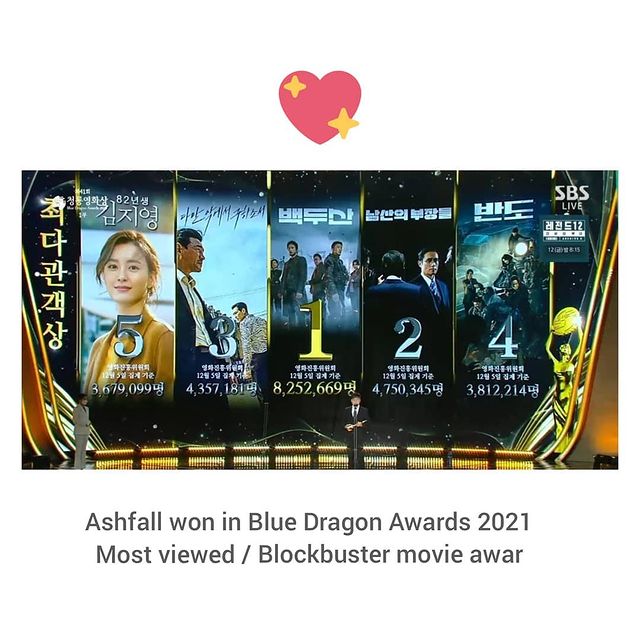 제41회
청룡영화상
Blue Dragon Awards
1부
최다관객상
82년생
김지영
다만 악에서 구하소서
백두산
남산의 부장들
반도
SBS
LIVE
레전드12
12(금) 밤 8:15
5
3
1
2
4
영화진흥위원회
12월 5일 집계 기준
3,679,099명
영화진흥위원회
12월 5일 집계 기준
4,357,181명
영화진흥위원회
12월 5일 집계 기준
8,252,669명
영화진흥위원회
12월 5일 집계 기준
4,750,345명
영화진흥위원회
12월 5일 집계 기준
3,812,214명
Ashfall won in Blue Dragon Awards 2021
Most viewed / Blockbuster movie awar